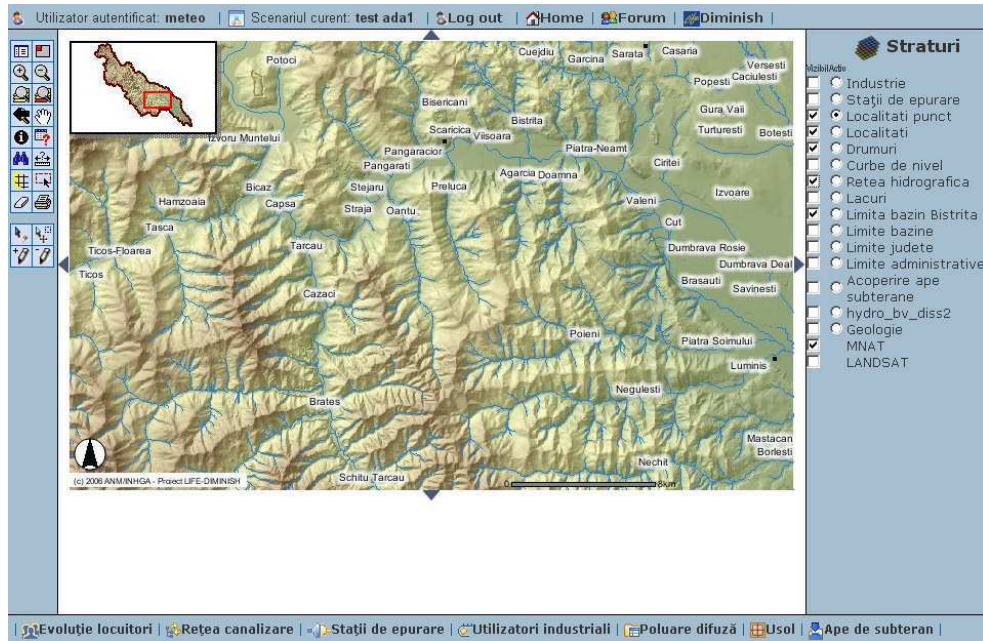 Utilizator autentificat: meteo | Scenariul curent: test ada1 | Log out | Home | Forum | Diminish |
Straturi
Vizibil Activ
Industrie
Stații de epurare
Localitati punct
Localitati
Drumuri
Curbe de nivel
Retea hidrografica
Lacuri
Limita bazin Bistrita
Limite bazine
Limite judete
Limite administrative
Acoperire ape
subterane
hydro_bv_diss2
Geologie
MNAT
LANDSAT
Potoci
Cuejdiu
Garcina
Sarata
Casaria
Versesti
Popesti
Caciulesti
Bisericani
Gura Vaii
Bistrita
Turturesti
Botesti
Scaricica
Viisoara
Izvoru Muntelui
Pangaracior
Piatra-Neamt
Pangarati
Ciritei
Agarcia
Doamna
Bicaz
Stejaru
Preluca
Izvoare
Hamzoaia
Capsa
Valeni
Straja
Oantu
Tasca
Cut
Ticos-Floarea
Tarcau
Dumbrava Rosie
Dumbrava Deal
Ticos
Brasauti
Savinesti
Cazaci
Poieni
Piatra Soimului
Luminis
Negulesti
Brates
Mastacan
Borlesti
Nechit
Schitu Tarcau
(c) 2006 ANM/INHGA - Proiect LIFE-DIMINISH
0 8km
| Evoluție locuitori | Rețea canalizare | Stații de epurare | Utilizatori industriali | Poluare difuză | Usol | Ape de subteran |